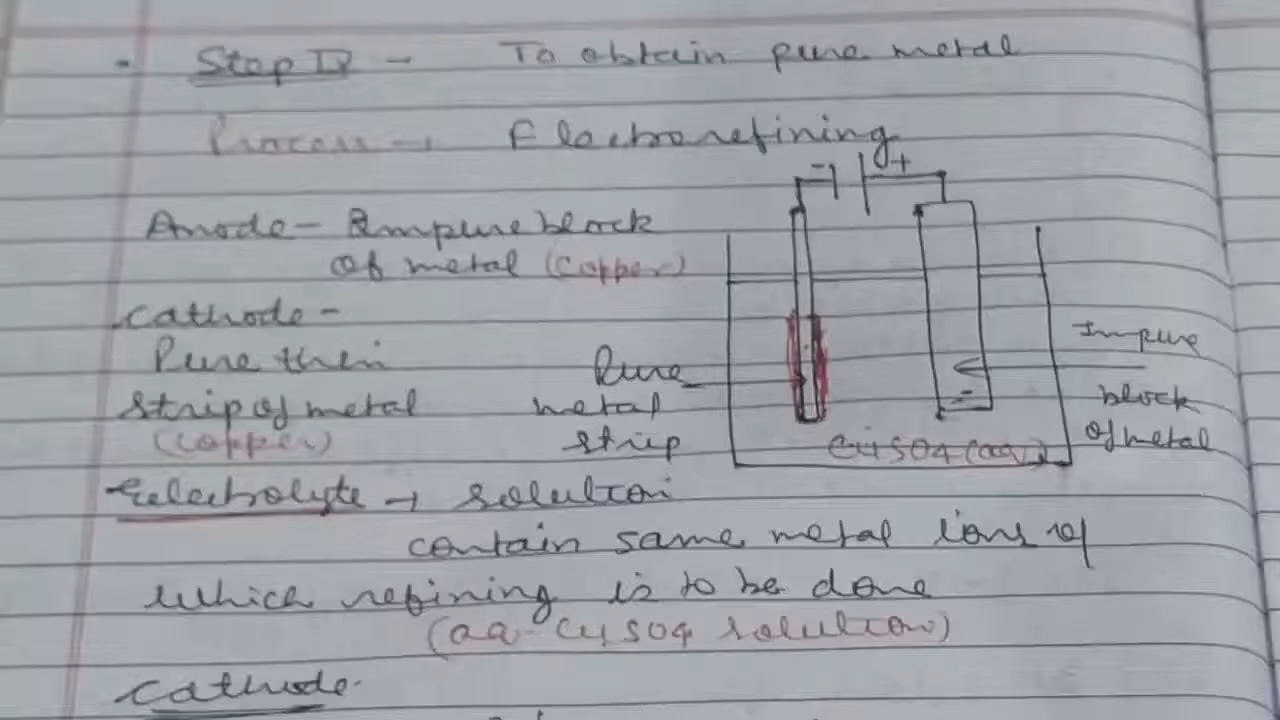 Step IV - To obtain pure metal
Process → Electrorefining
- +
Anode - Impure block
of metal (Copper)
Cathode -
Pure thin
strip of metal
(Copper)
Pure
metal
strip
Impure
block
of metal
CuSO4 (aq)
Electrolyte → solution
contain same metal ions of
which refining is to be done
(aq. CuSO4 solution)
Cathode.